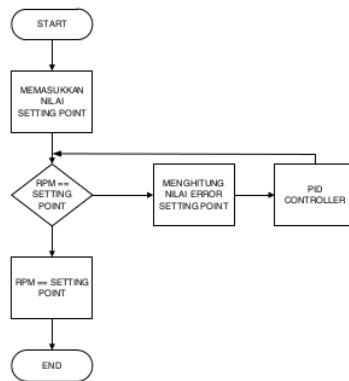 START
MEMASUKKAN
NILAI
SETTING POINT
RPM ==
SETTING
POINT
MENGHITUNG
NILAI ERROR
SETTING POINT
PID
CONTROLLER
RPM == SETTING
POINT
END